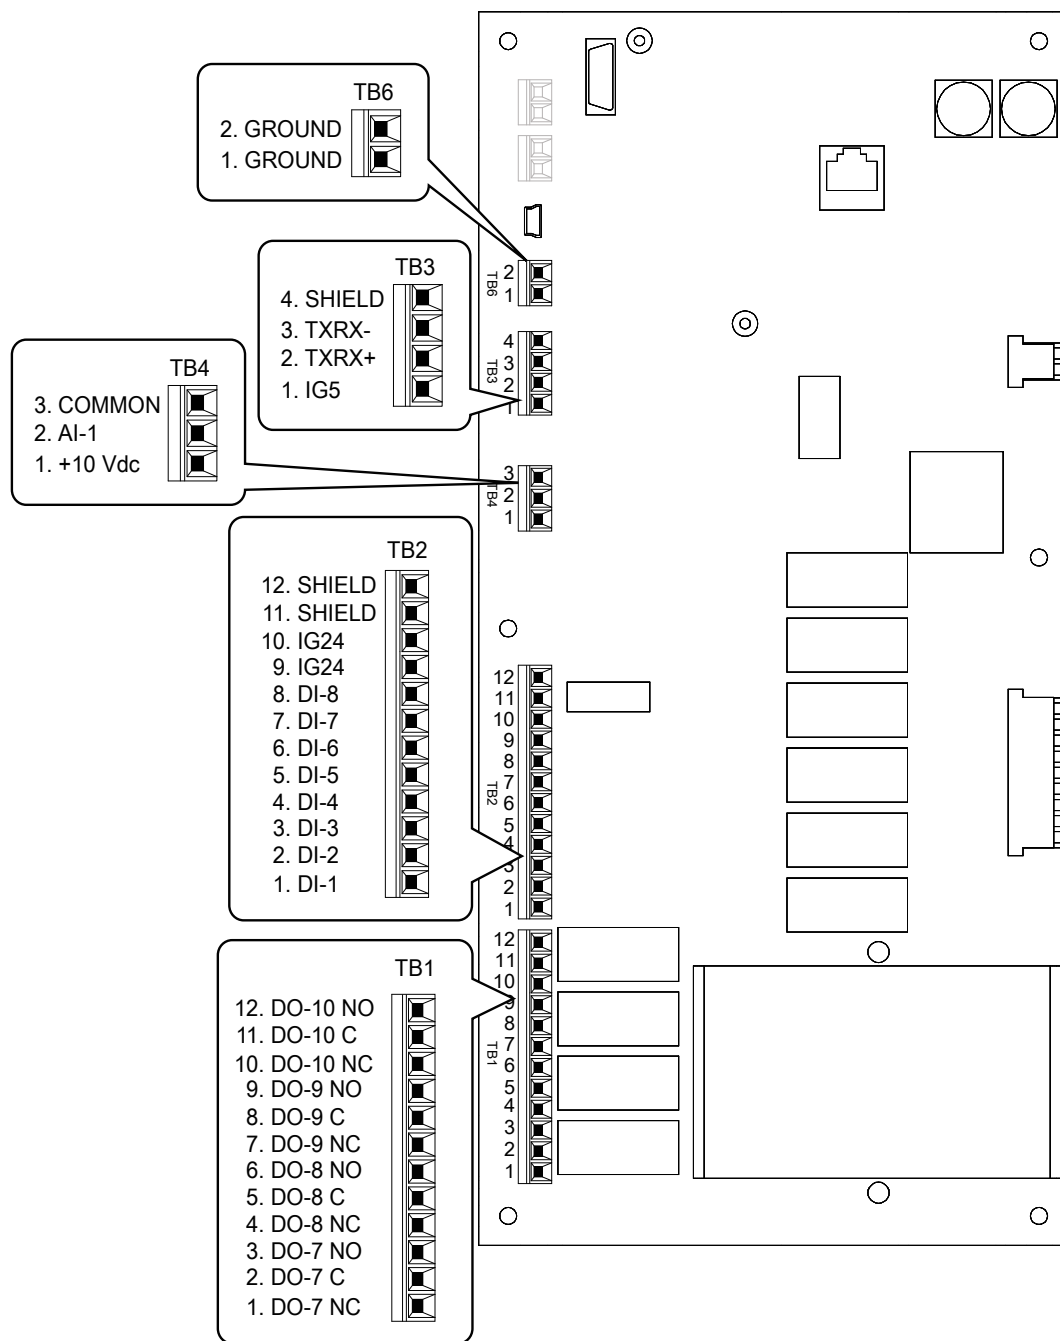 TB6
2. GROUND
1. GROUND
TB6
2
1
TB3
4. SHIELD
3. TXRX-
2. TXRX+
1. IG5
TB3
4
3
2
1
TB4
3. COMMON
2. AI-1
1. +10 Vdc
TB4
3
2
1
TB2
12. SHIELD
11. SHIELD
10. IG24
9. IG24
8. DI-8
7. DI-7
6. DI-6
5. DI-5
4. DI-4
3. DI-3
2. DI-2
1. DI-1
TB2
12
11
10
9
8
7
6
5
4
3
2
1
TB1
12. DO-10 NO
11. DO-10 C
10. DO-10 NC
9. DO-9 NO
8. DO-9 C
7. DO-9 NC
6. DO-8 NO
5. DO-8 C
4. DO-8 NC
3. DO-7 NO
2. DO-7 C
1. DO-7 NC
TB1
12
11
10
9
8
7
6
5
4
3
2
1